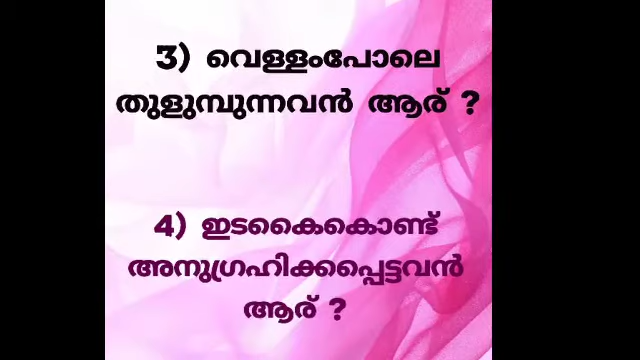 3) വെള്ളംപോലെ
തുളുമ്പുന്നവൻ ആര് ?
4) ഇടകൈകൊണ്ട്
അനുഗ്രഹിക്കപ്പെട്ടവൻ
ആര് ?